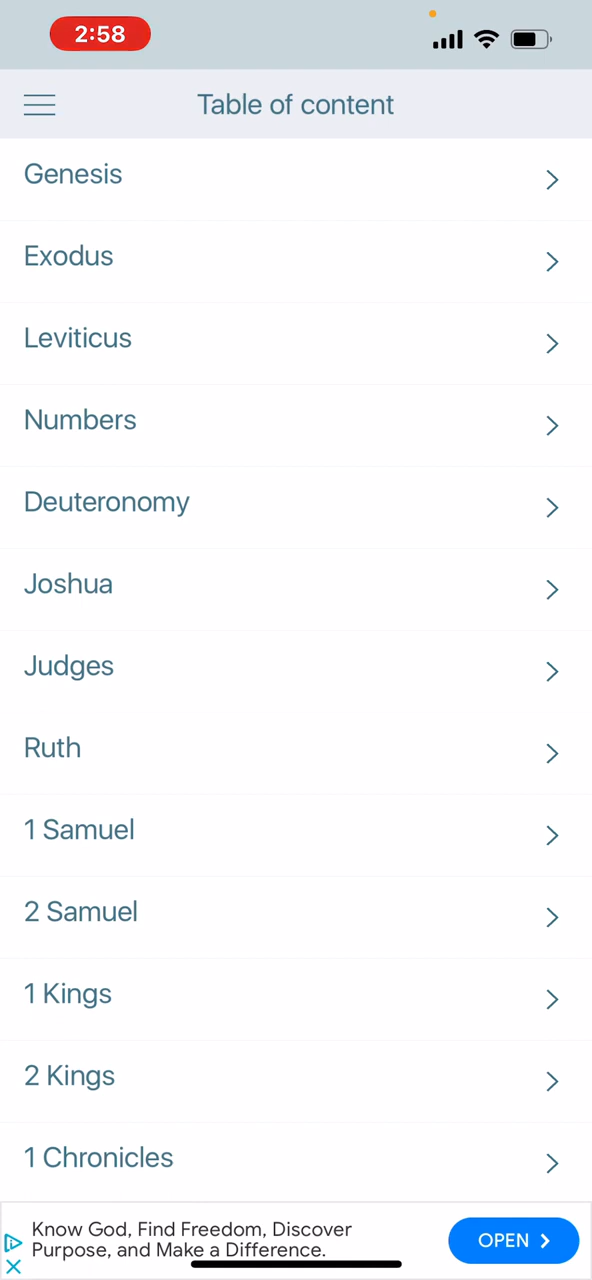 2:58
Table of content
Genesis
Exodus
Leviticus
Numbers
Deuteronomy
Joshua
Judges
Ruth
1 Samuel
2 Samuel
1 Kings
2 Kings
1 Chronicles
Know God, Find Freedom, Discover
Purpose, and Make a Difference.
OPEN